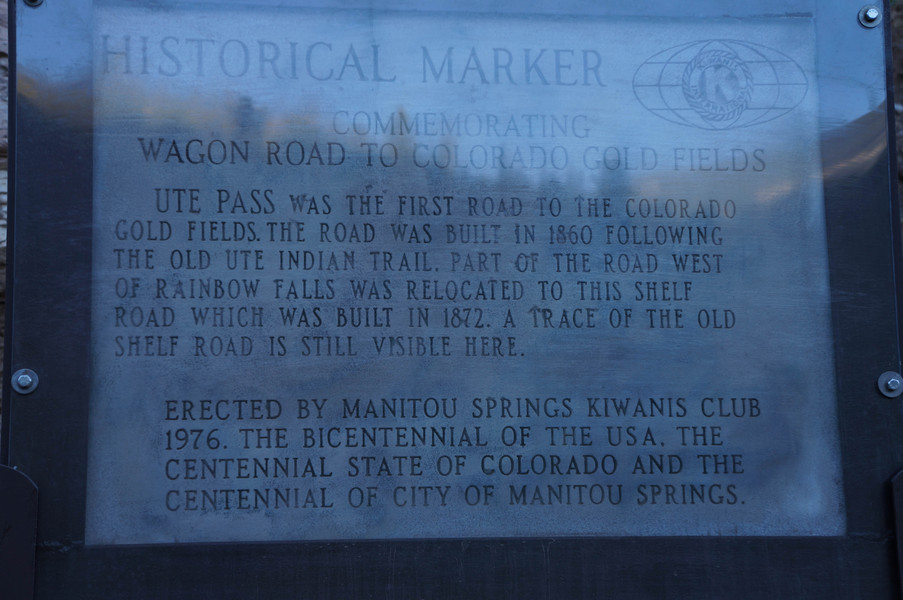 HISTORICAL MARKER
COMMEMORATING
WAGON ROAD TO COLORADO GOLD FIELDS
UTE PASS WAS THE FIRST ROAD TO THE COLORADO
GOLD FIELDS. THE ROAD WAS BUILT IN 1860 FOLLOWING
THE OLD UTE INDIAN TRAIL. PART OF THE ROAD WEST
OF RAINBOW FALLS WAS RELOCATED TO THIS SHELF
ROAD WHICH WAS BUILT IN 1872. A TRACE OF THE OLD
SHELF ROAD IS STILL VISIBLE HERE.
ERECTED BY MANITOU SPRINGS KIWANIS CLUB
1976. THE BICENTENNIAL OF THE USA. THE
CENTENNIAL STATE OF COLORADO AND THE
CENTENNIAL OF CITY OF MANITOU SPRINGS.